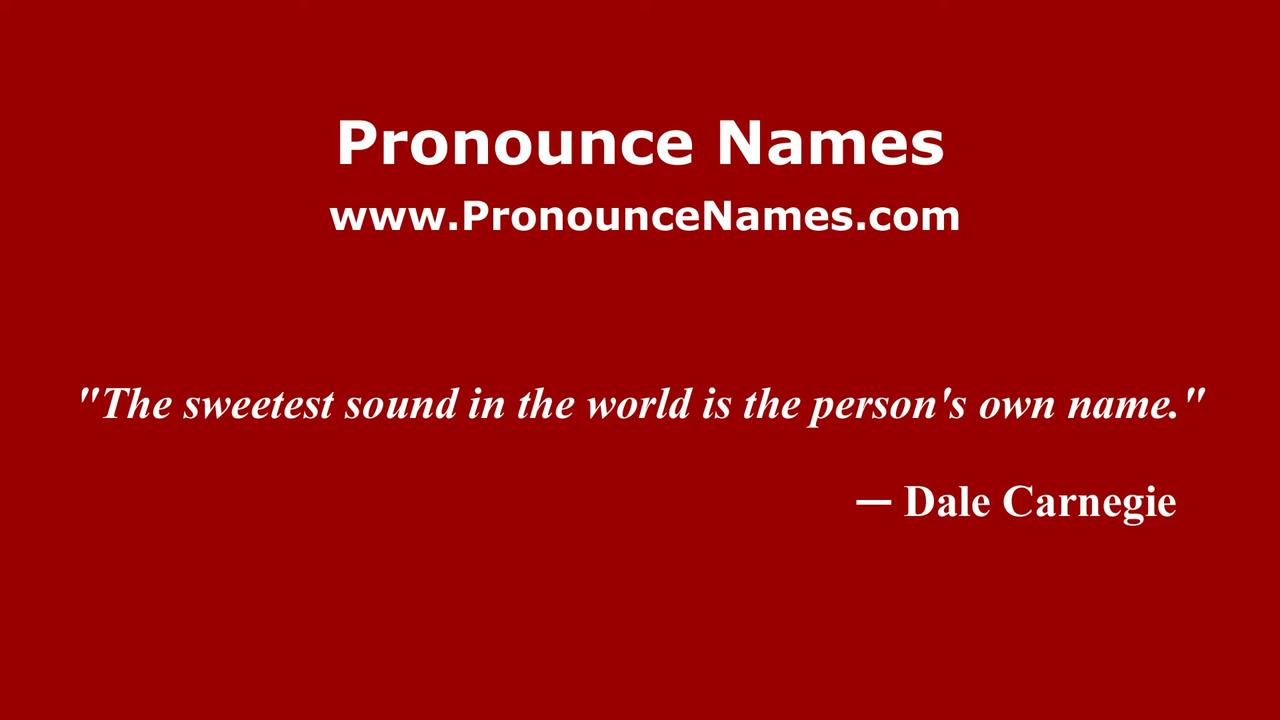 Pronounce Names
www.PronounceNames.com
"The sweetest sound in the world is the person's own name."
— Dale Carnegie